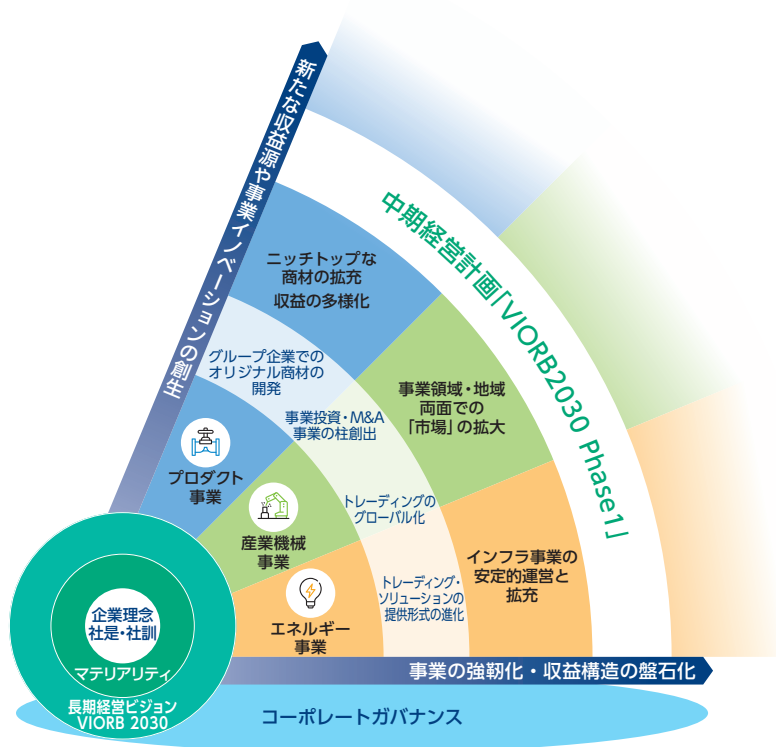 新たな収益源や事業イノベーションの創生
中期経営計画「VIORB2030 Phase1」
ニッチトップな
商材の拡充
収益の多様化
グループ企業での
オリジナル商材の
開発
事業領域・地域
両面での
「市場」の拡大
事業投資・M&A
事業の柱創出
プロダクト
事業
トレーディングの
グローバル化
産業機械
事業
インフラ事業の
安定的運営と
拡充
トレーディング・
ソリューションの
提供形式の進化
エネルギー
事業
企業理念
社是・社訓
マテリアリティ
長期経営ビジョン
VIORB 2030
事業の強靭化・収益構造の盤石化
コーポレートガバナンス